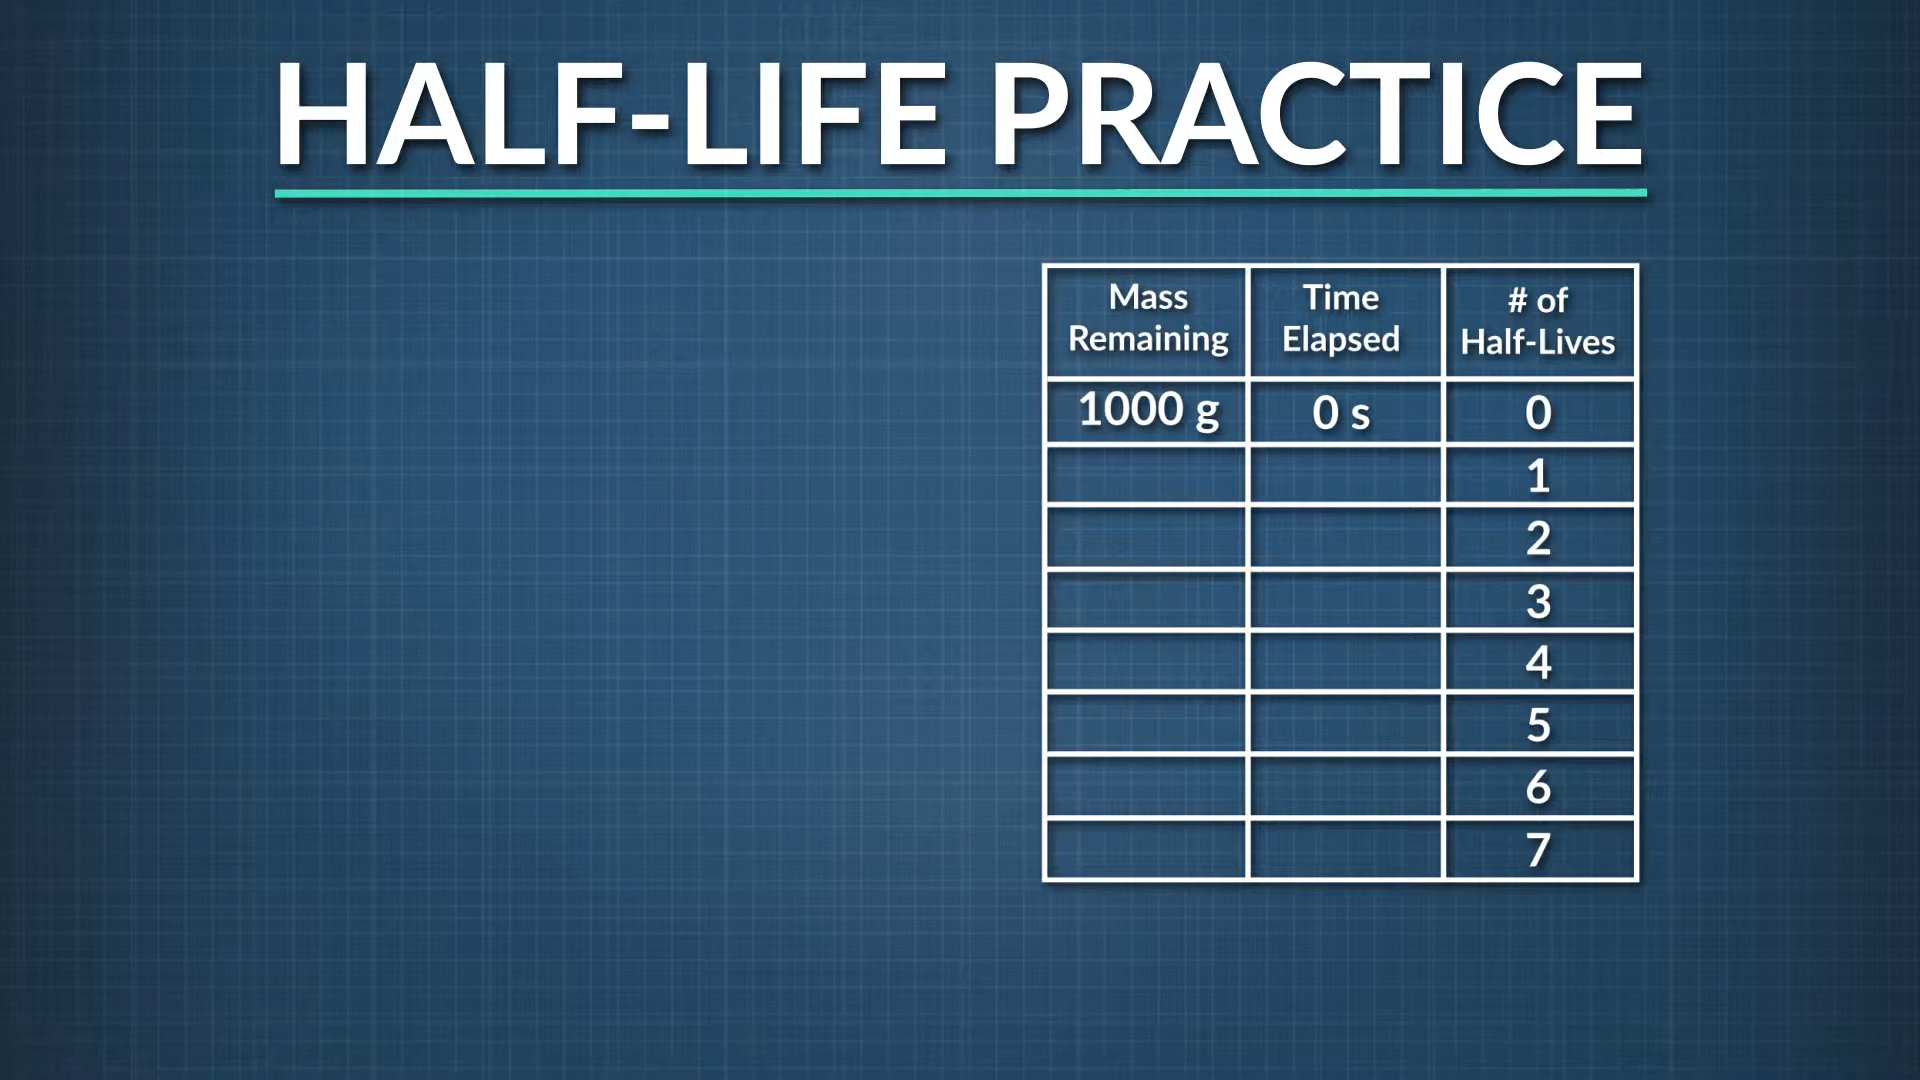 HALF-LIFE PRACTICE
Mass Remaining Time Elapsed # of Half-Lives
1000 g 0 s 0
1
2
3
4
5
6
7